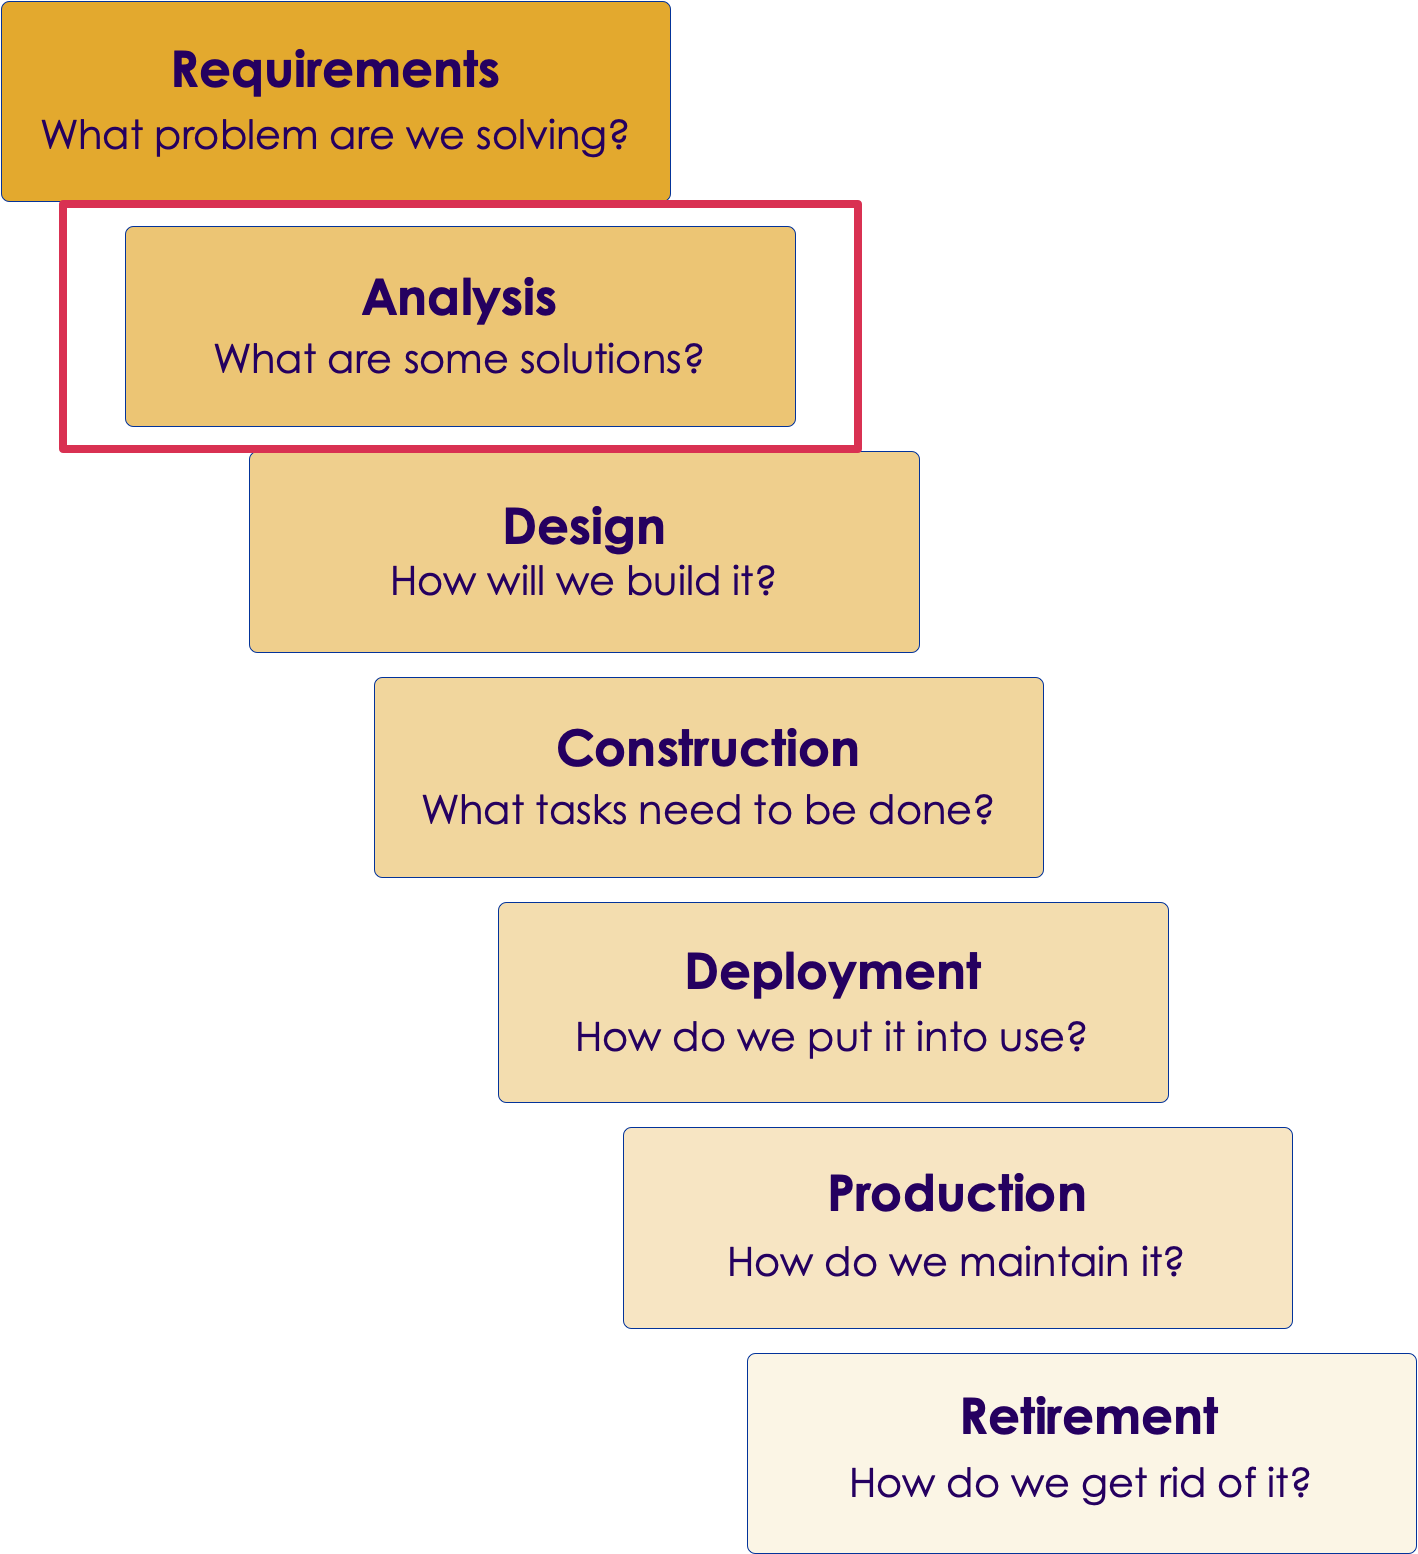 Requirements
What problem are we solving?
Analysis
What are some solutions?
Design
How will we build it?
Construction
What tasks need to be done?
Deployment
How do we put it into use?
Production
How do we maintain it?
Retirement
How do we get rid of it?